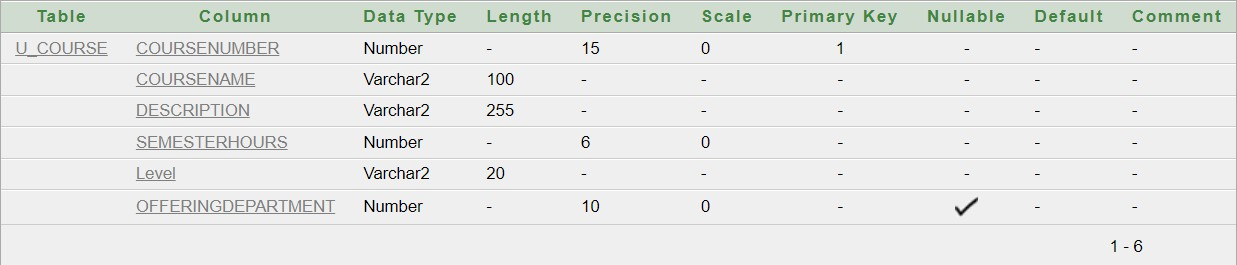 Table Column Data Type Length Precision Scale Primary Key Nullable Default Comment
U_COURSE COURSENUMBER Number - 15 0 1 - - -
COURSENAME Varchar2 100 - - - - - -
DESCRIPTION Varchar2 255 - - - - - -
SEMESTERHOURS Number - 6 0 - - - -
Level Varchar2 20 - - - - - -
OFFERINGDEPARTMENT Number - 10 0 - ✓ - -
1 - 6